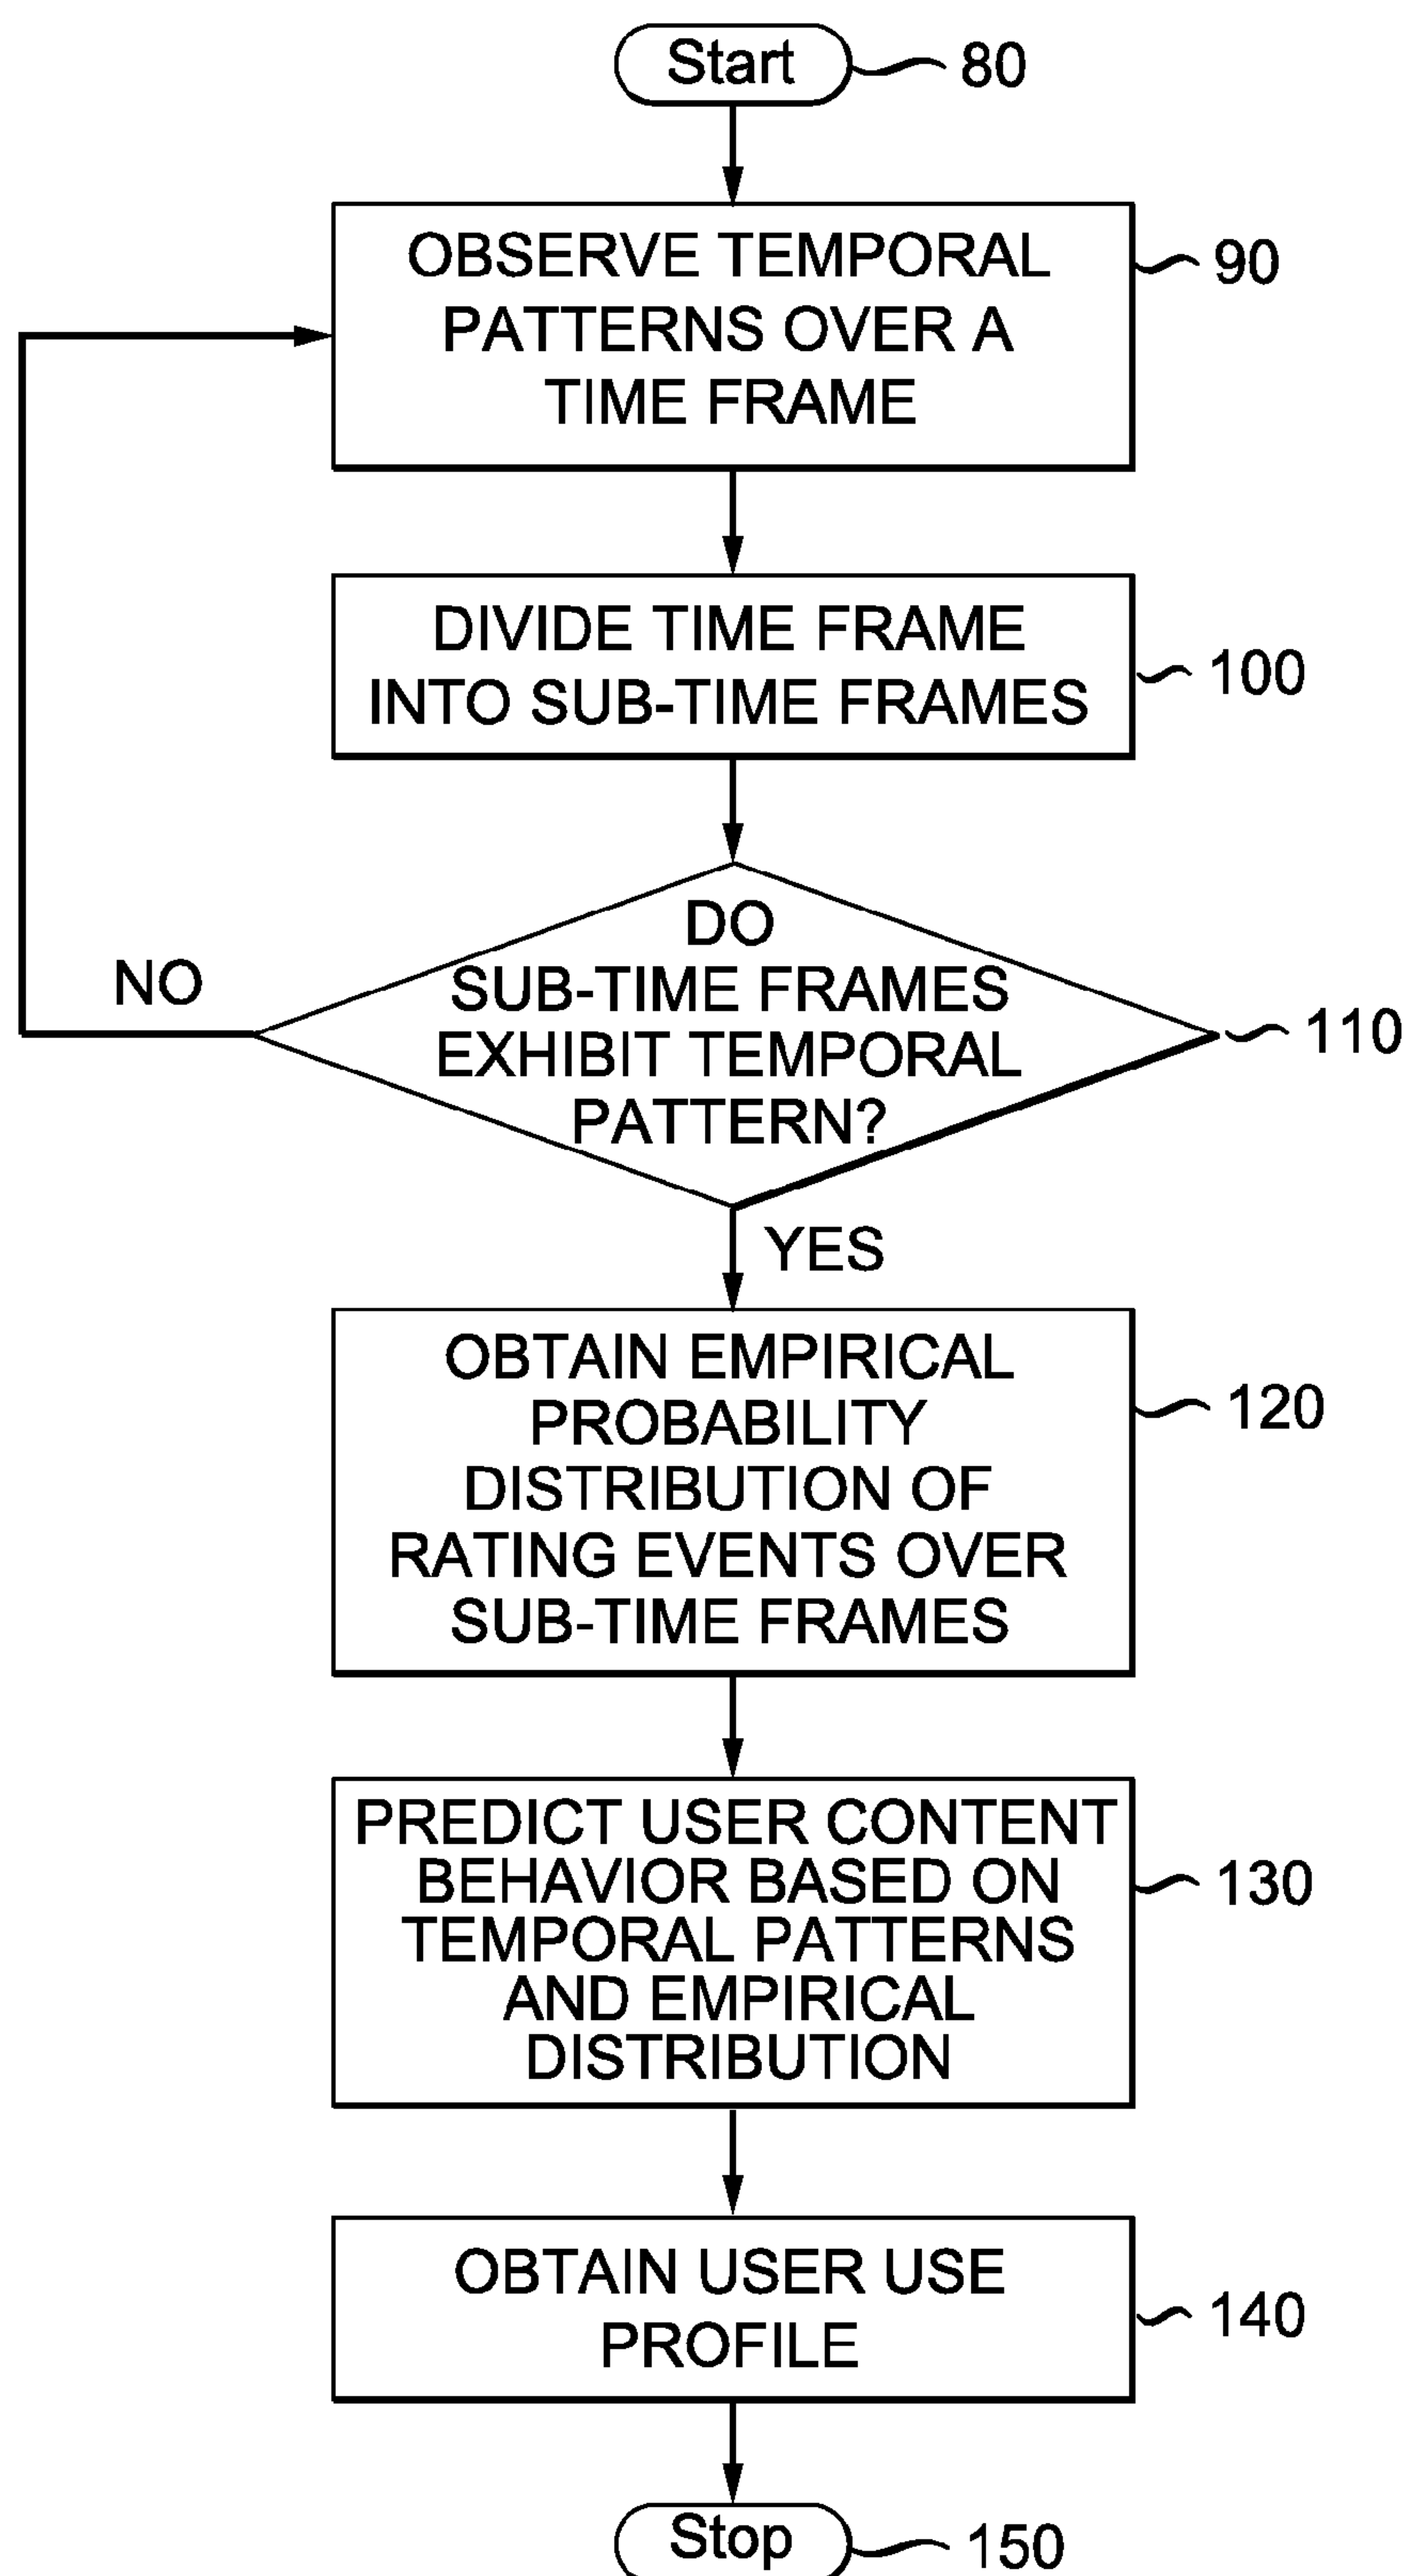 Start
80
OBSERVE TEMPORAL
PATTERNS OVER A
TIME FRAME
90
DIVIDE TIME FRAME
INTO SUB-TIME FRAMES
100
DO
SUB-TIME FRAMES
EXHIBIT TEMPORAL
PATTERN?
110
NO
YES
OBTAIN EMPIRICAL
PROBABILITY
DISTRIBUTION OF
RATING EVENTS OVER
SUB-TIME FRAMES
120
PREDICT USER CONTENT
BEHAVIOR BASED ON
TEMPORAL PATTERNS
AND EMPIRICAL
DISTRIBUTION
130
OBTAIN USER USE
PROFILE
140
Stop
150